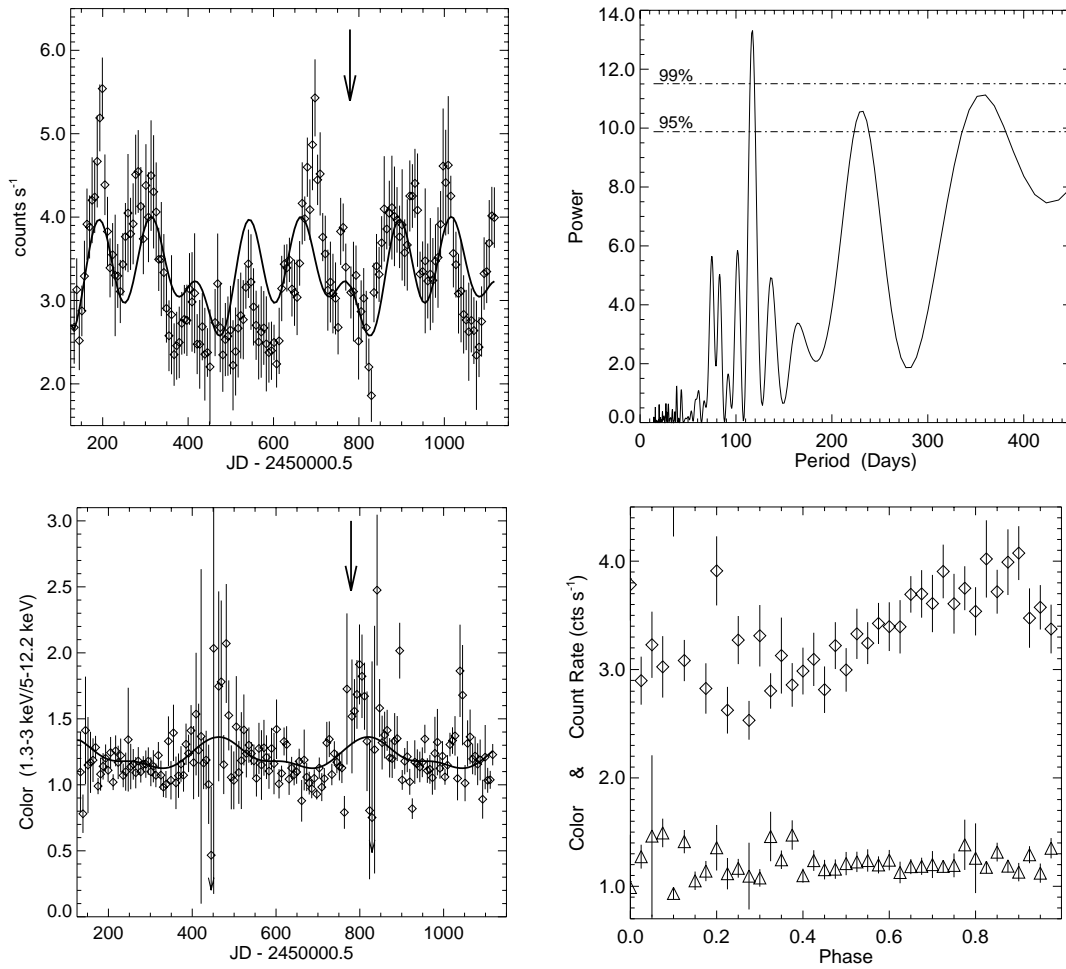 6.0
5.0
4.0
3.0
2.0
counts s⁻¹
200 400 600 800 1000
JD - 2450000.5
14.0
12.0
10.0
8.0
6.0
4.0
2.0
0.0
Power
99%
95%
0 100 200 300 400
Period (Days)
3.0
2.5
2.0
1.5
1.0
0.5
0.0
Color (1.3-3 keV/5-12.2 keV)
200 400 600 800 1000
JD - 2450000.5
4.0
3.0
2.0
1.0
Color & Count Rate (cts s⁻¹)
0.0 0.2 0.4 0.6 0.8
Phase